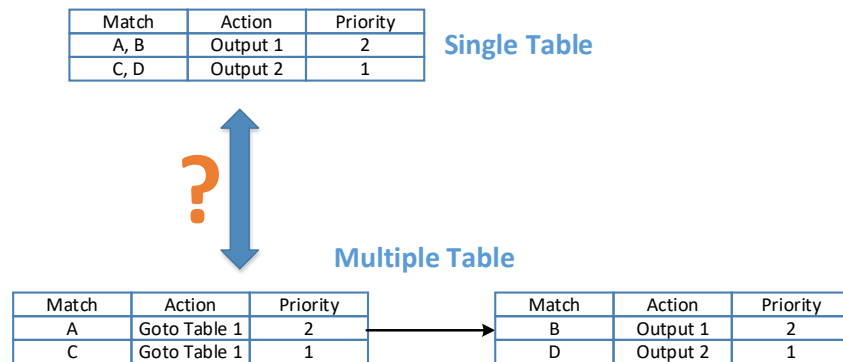 Match Action Priority
A, B Output 1 2
C, D Output 2 1
Single Table
?
Multiple Table
Match Action Priority
A Goto Table 1 2
C Goto Table 1 1
Match Action Priority
B Output 1 2
D Output 2 1